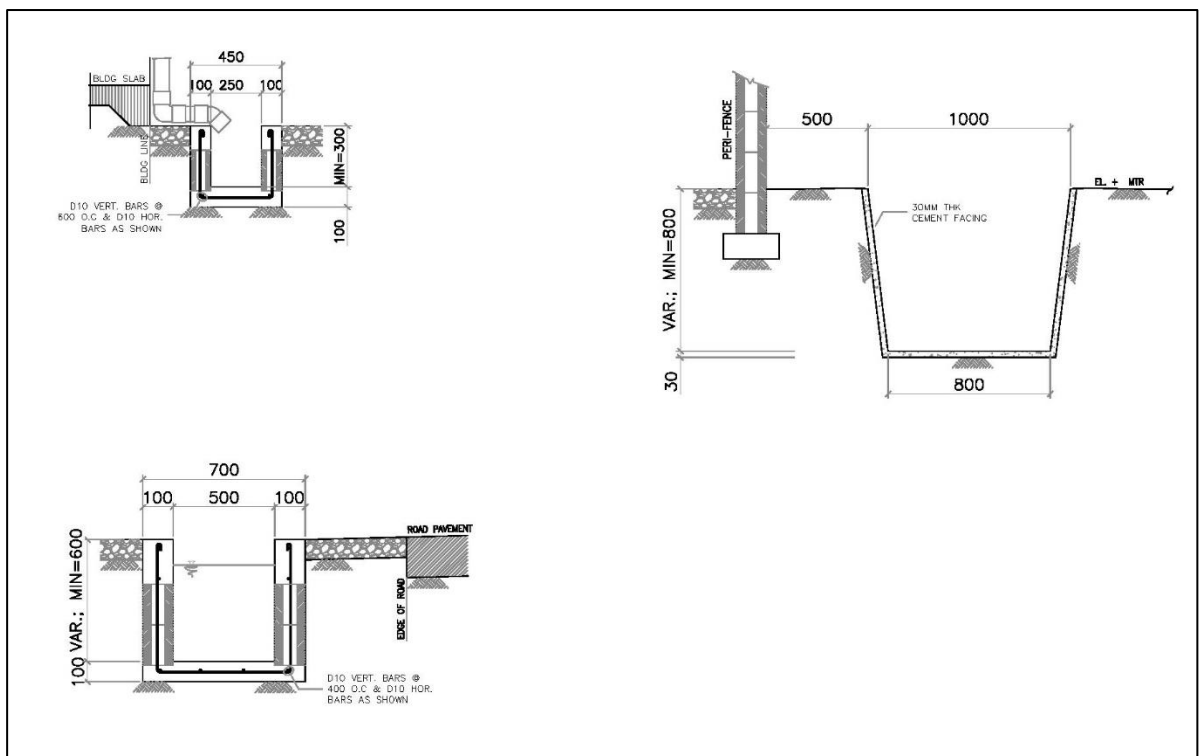 450
BLDG SLAB
100 250 100
BLDG LINE
MIN=300
100
D10 VERT. BARS @
600 O.C & D10 HOR.
BARS AS SHOWN
PERI-FENCE
500 1000
EL. + MTR
30MM THK
CEMENT FACING
VAR.; MIN=800
30
800
700
100 500 100
ROAD PAVEMENT
VAR.; MIN=600
EDGE OF ROAD
100
D10 VERT. BARS @
400 O.C & D10 HOR.
BARS AS SHOWN